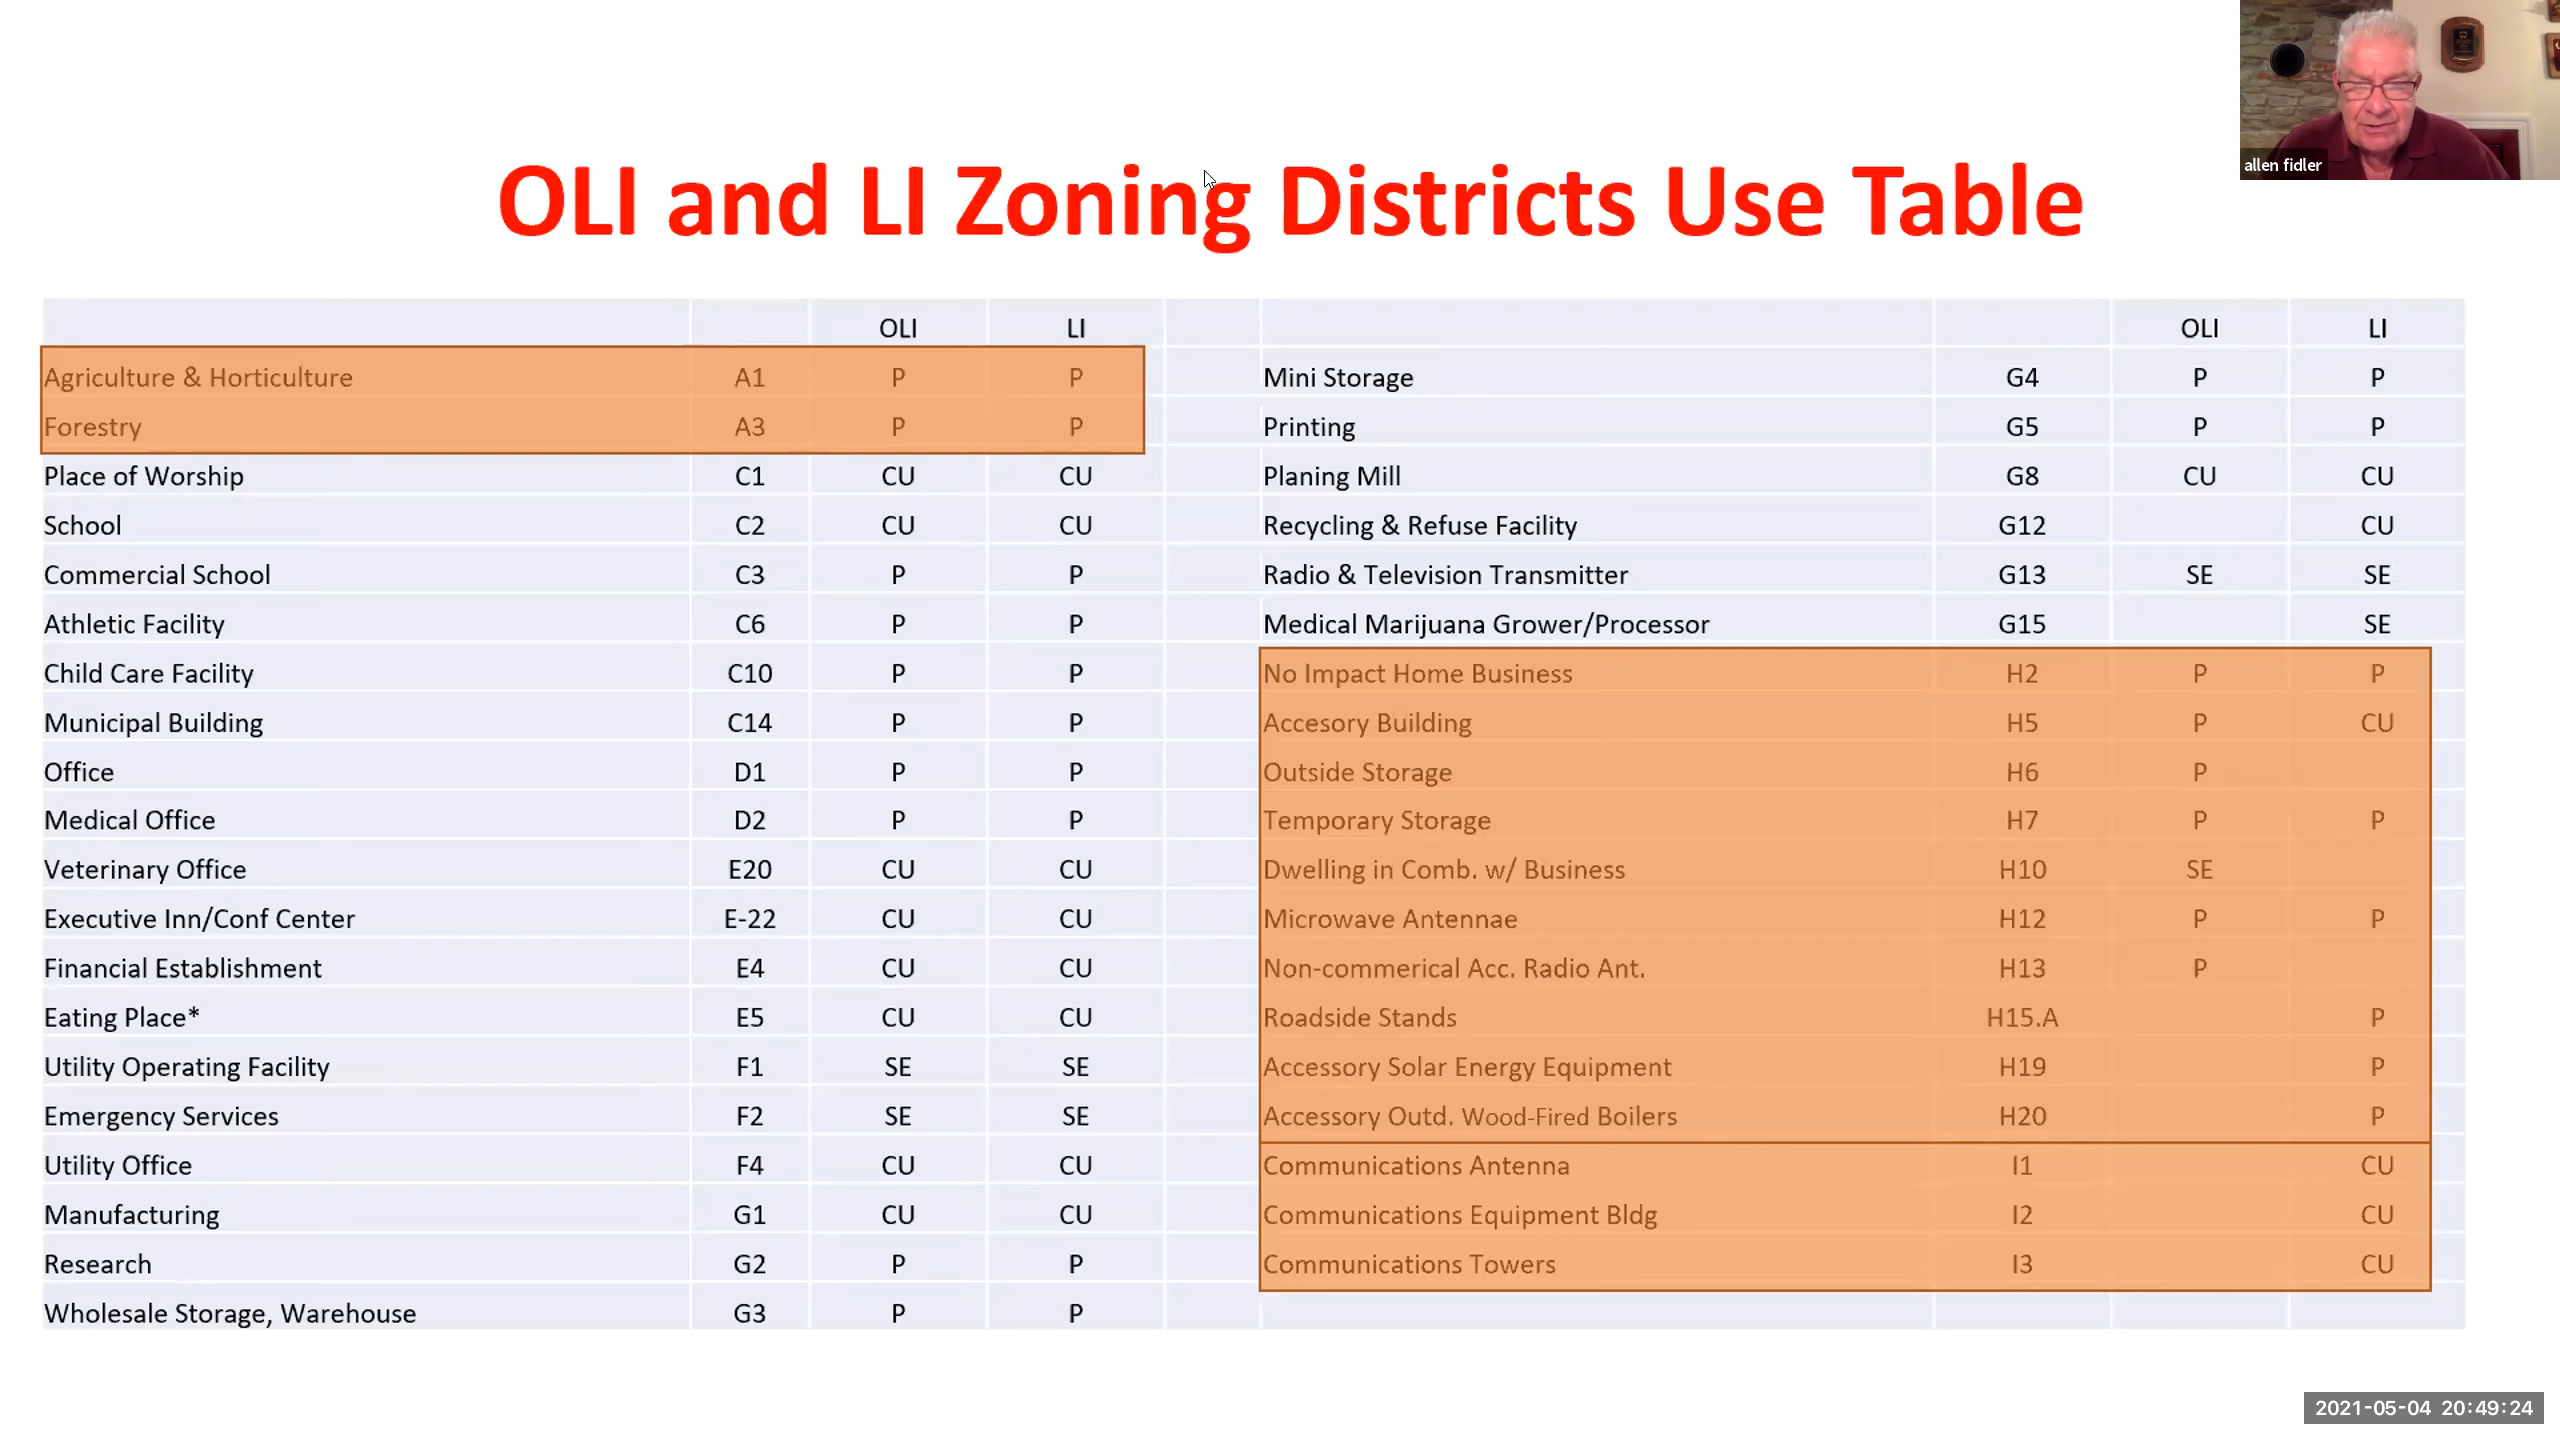 allen fidler
OLI and LI Zoning Districts Use Table
OLI LI
Agriculture & Horticulture A1 P P
Forestry A3 P P
Place of Worship C1 CU CU
School C2 CU CU
Commercial School C3 P P
Athletic Facility C6 P P
Child Care Facility C10 P P
Municipal Building C14 P P
Office D1 P P
Medical Office D2 P P
Veterinary Office E20 CU CU
Executive Inn/Conf Center E-22 CU CU
Financial Establishment E4 CU CU
Eating Place* E5 CU CU
Utility Operating Facility F1 SE SE
Emergency Services F2 SE SE
Utility Office F4 CU CU
Manufacturing G1 CU CU
Research G2 P P
Wholesale Storage, Warehouse G3 P P
OLI LI
Mini Storage G4 P P
Printing G5 P P
Planing Mill G8 CU CU
Recycling & Refuse Facility G12 CU
Radio & Television Transmitter G13 SE SE
Medical Marijuana Grower/Processor G15 SE
No Impact Home Business H2 P P
Accesory Building H5 P CU
Outside Storage H6 P
Temporary Storage H7 P P
Dwelling in Comb. w/ Business H10 SE
Microwave Antennae H12 P P
Non-commerical Acc. Radio Ant. H13 P
Roadside Stands H15.A P
Accessory Solar Energy Equipment H19 P
Accessory Outd. Wood-Fired Boilers H20 P
Communications Antenna I1 CU
Communications Equipment Bldg I2 CU
Communications Towers I3 CU
2021-05-04 20:49:24